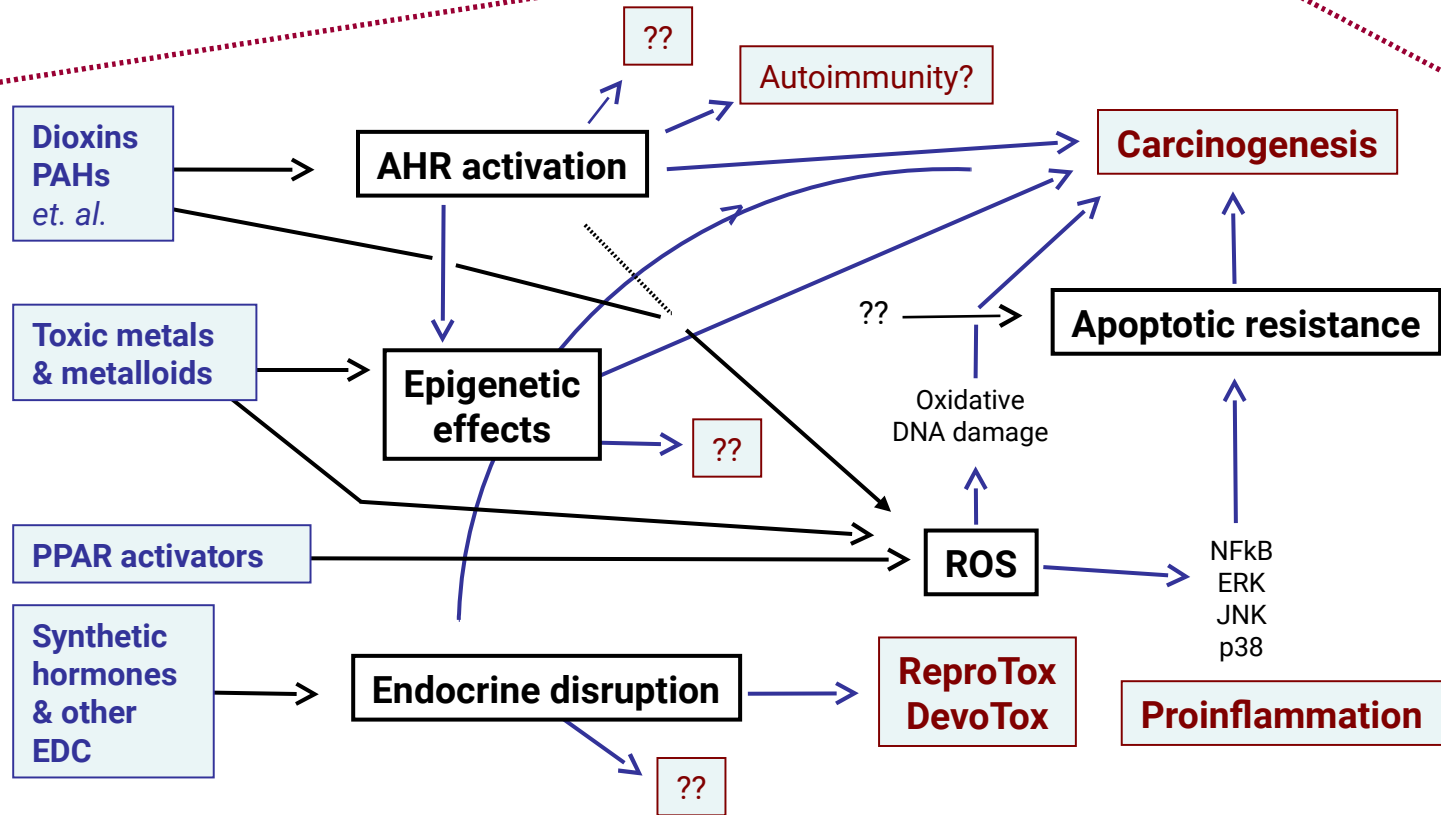 ??
Autoimmunity?
Dioxins
PAHs
et. al.
AHR activation
Carcinogenesis
Toxic metals
& metalloids
??
Apoptotic resistance
Epigenetic
effects
Oxidative
DNA damage
??
PPAR activators
ROS
NFkB
ERK
JNK
p38
Synthetic
hormones
& other
EDC
Endocrine disruption
ReproTox
DevoTox
Proinflammation
??